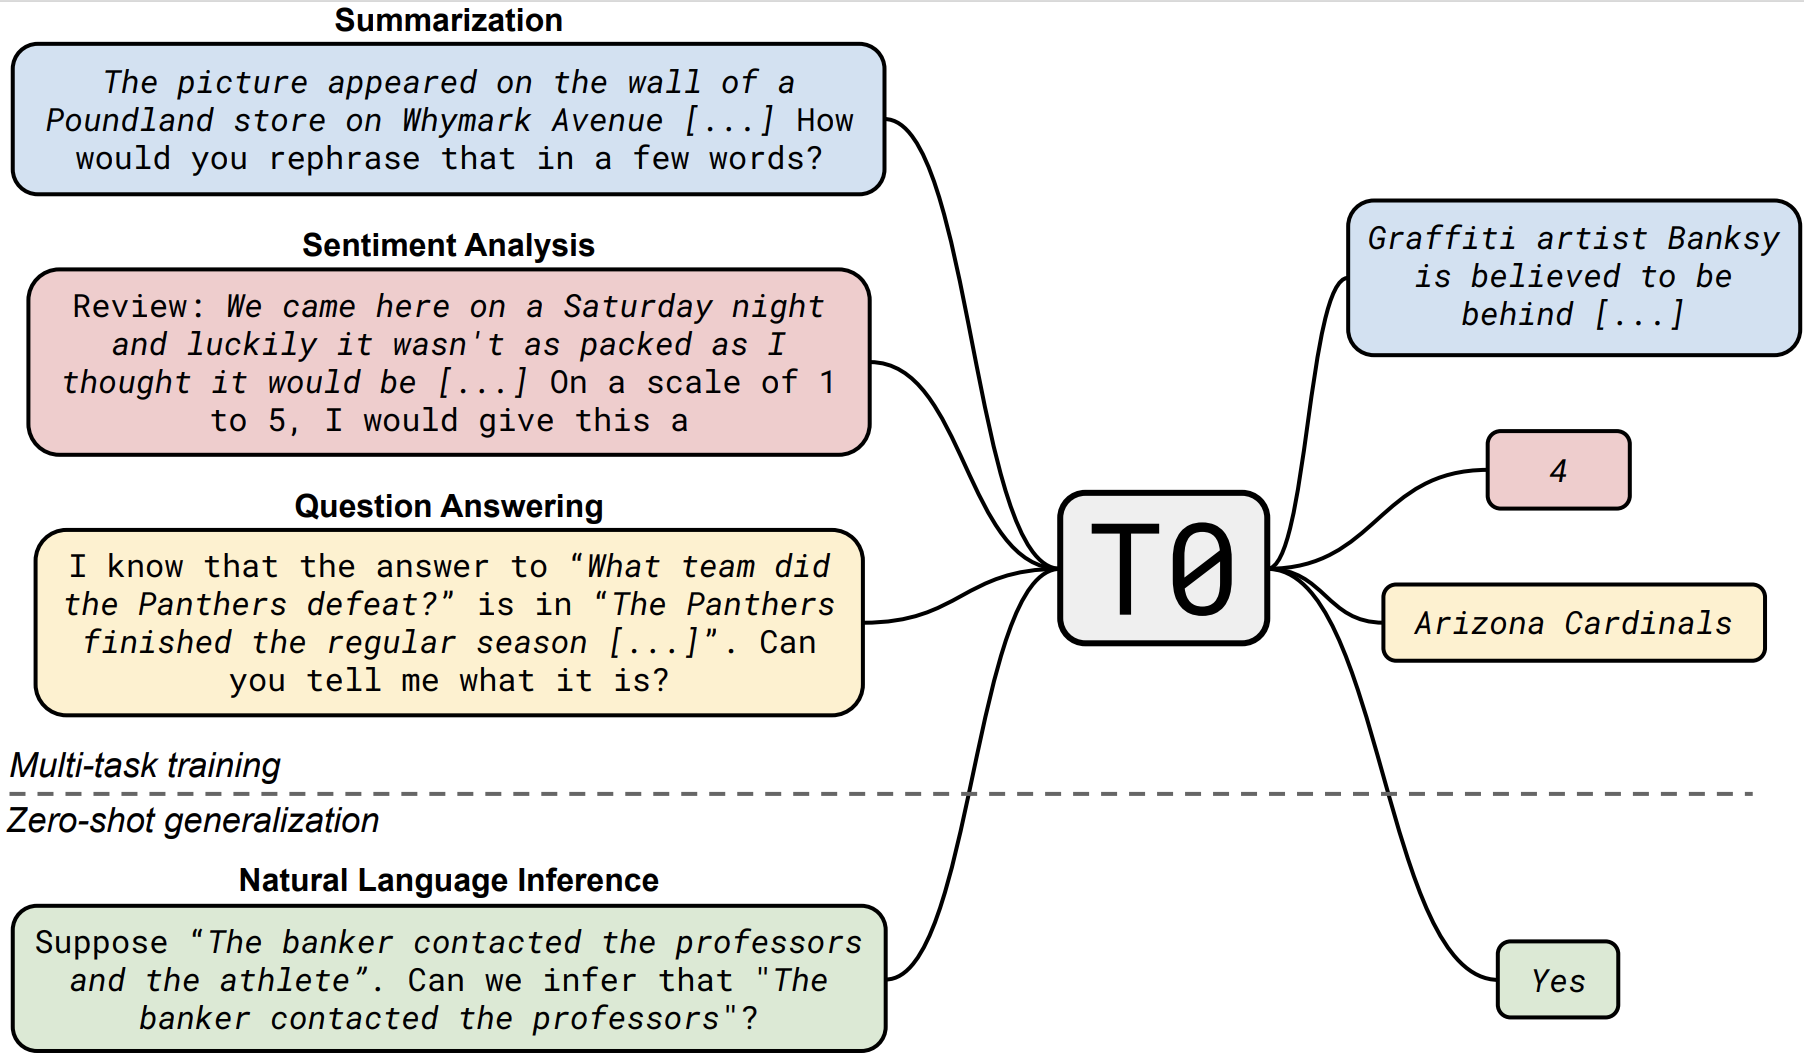 Summarization
The picture appeared on the wall of a
Poundland store on Whymark Avenue [...] How
would you rephrase that in a few words?
Sentiment Analysis
Review: We came here on a Saturday night
and luckily it wasn't as packed as I
thought it would be [...] On a scale of 1
to 5, I would give this a
Question Answering
I know that the answer to “What team did
the Panthers defeat?” is in “The Panthers
finished the regular season [...]”. Can
you tell me what it is?
Multi-task training
Zero-shot generalization
Natural Language Inference
Suppose “The banker contacted the professors
and the athlete”. Can we infer that "The
banker contacted the professors"?
T0
Graffiti artist Banksy
is believed to be
behind [...]
4
Arizona Cardinals
Yes